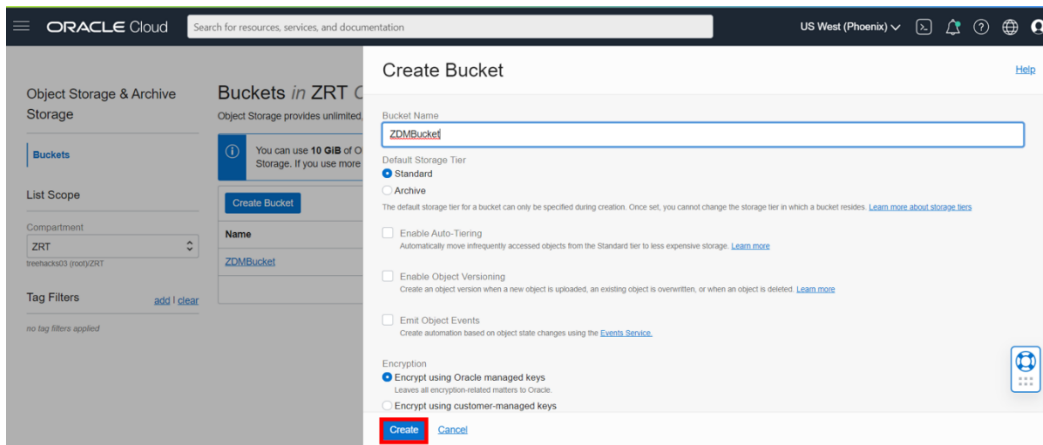 ORACLE Cloud
Search for resources, services, and documentation
US West (Phoenix)
Object Storage & Archive
Storage
Buckets
List Scope
Compartment
ZRT
treehacks03 (root)/ZRT
Tag Filters
add | clear
no tag filters applied
Buckets in ZRT
Object Storage provides unlimited,
You can use 10 GiB of O
Storage. If you use more
Create Bucket
Name
ZDMBucket
Create Bucket
Help
Bucket Name
ZDMBucket
Default Storage Tier
Standard
Archive
The default storage tier for a bucket can only be specified during creation. Once set, you cannot change the storage tier in which a bucket resides. Learn more about storage tiers
Enable Auto-Tiering
Automatically move infrequently accessed objects from the Standard tier to less expensive storage. Learn more
Enable Object Versioning
Create an object version when a new object is uploaded, an existing object is overwritten, or when an object is deleted. Learn more
Emit Object Events
Create automation based on object state changes using the Events Service.
Encryption
Encrypt using Oracle managed keys
Leaves all encryption-related matters to Oracle.
Encrypt using customer-managed keys
Create
Cancel